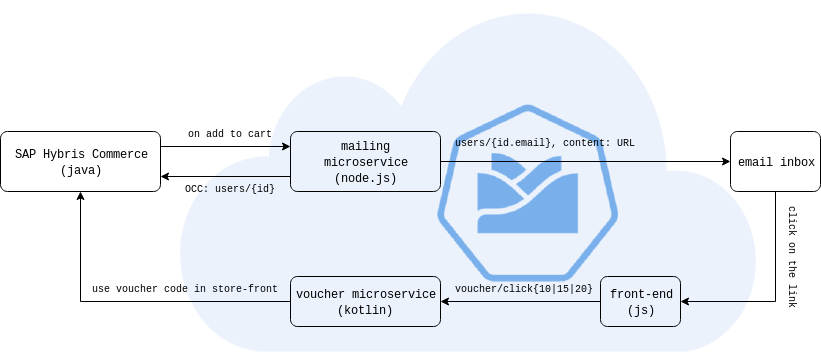 on add to cart
SAP Hybris Commerce
(java)
mailing
microservice
(node.js)
users/{id.email}, content: URL
email inbox
OCC: users/{id}
click on the link
use voucher code in store-front
voucher microservice
(kotlin)
voucher/click{10|15|20}
front-end
(js)